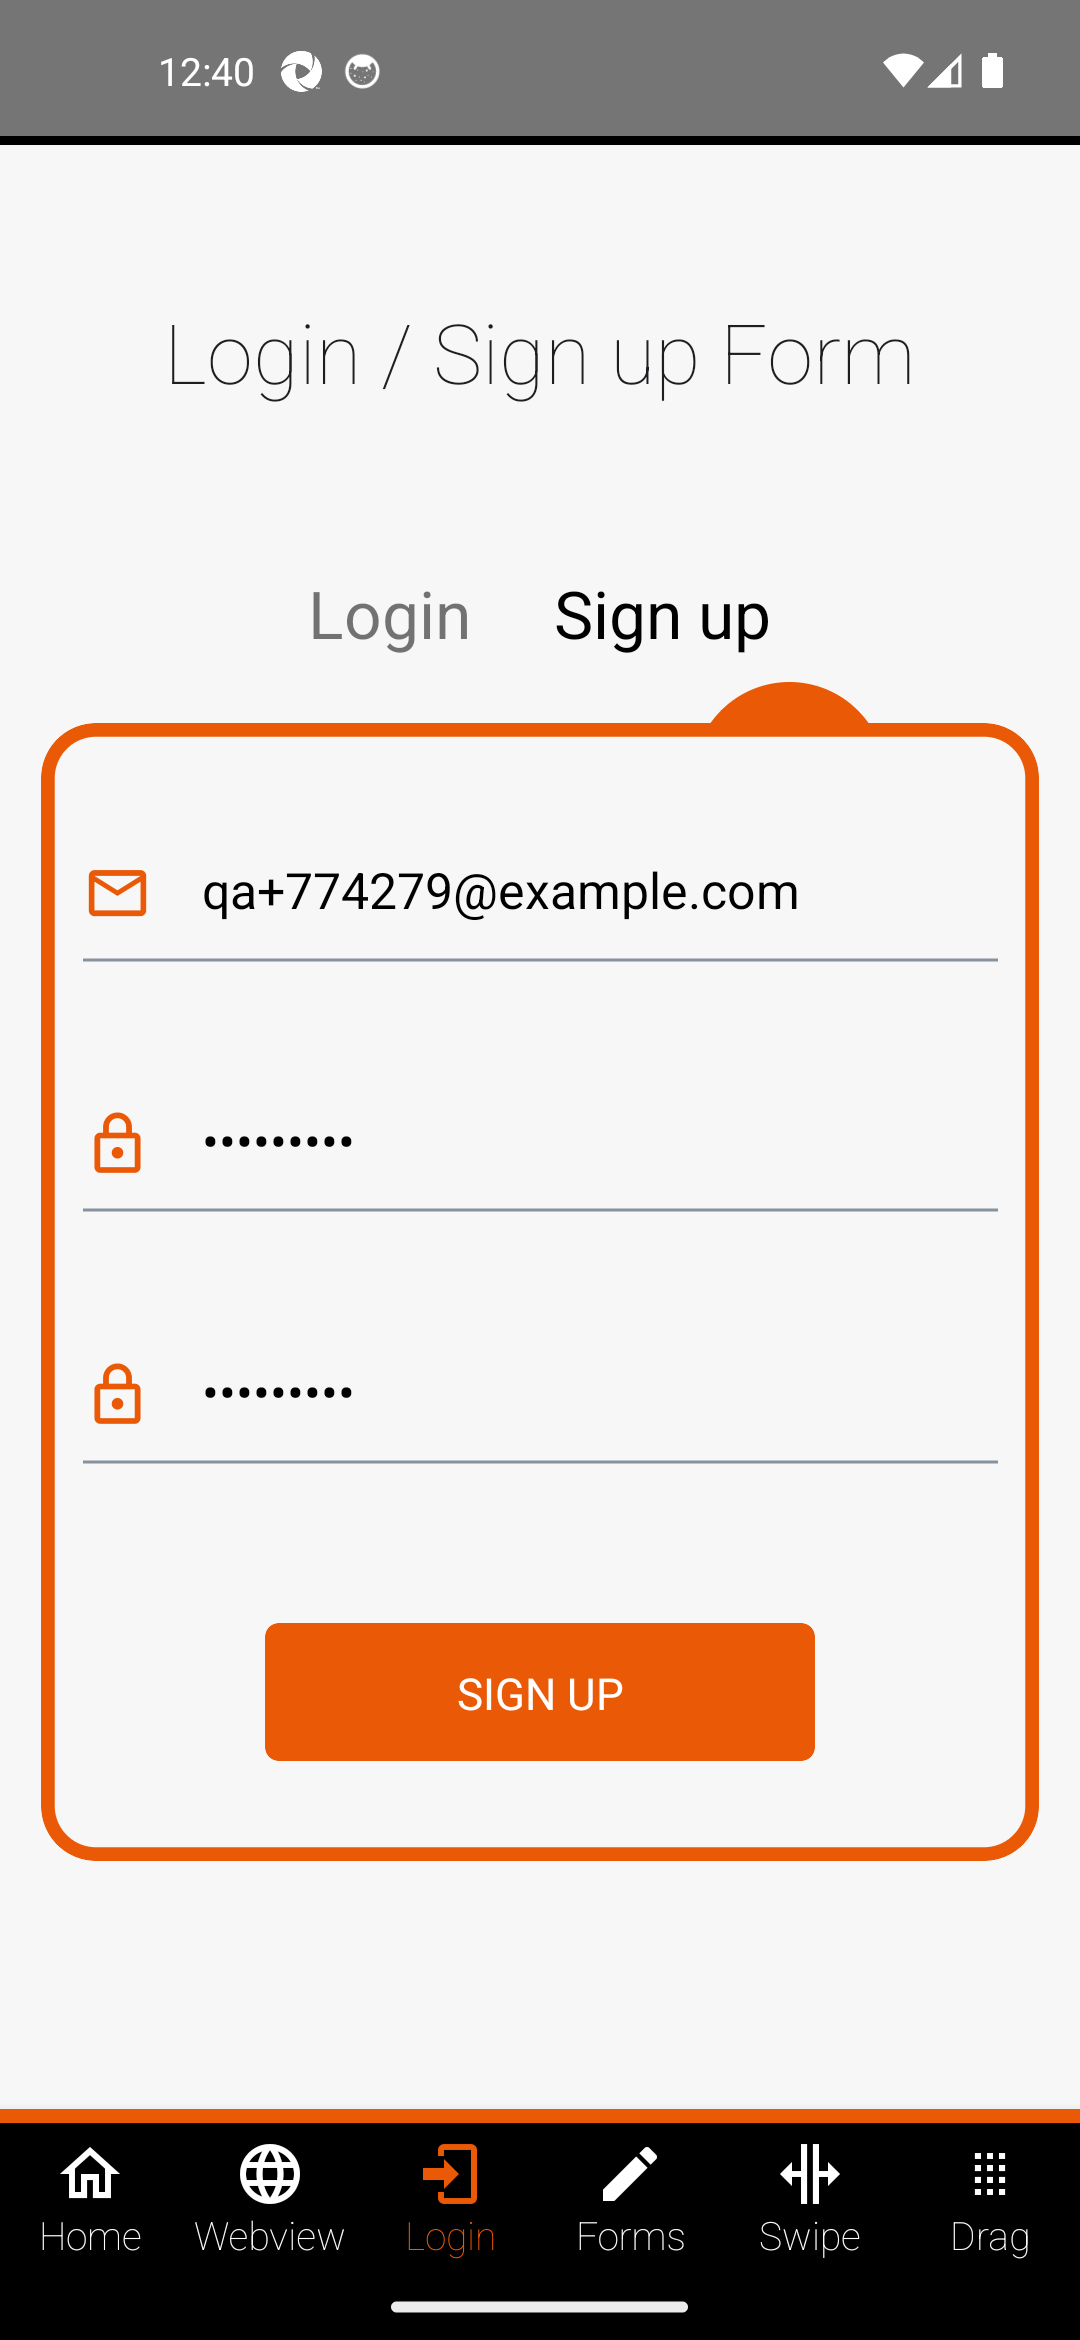 12:40
Login / Sign up Form
Login Sign up
qa+774279@example.com
•••••••••
•••••••••
SIGN UP
Home Webview Login Forms Swipe Drag